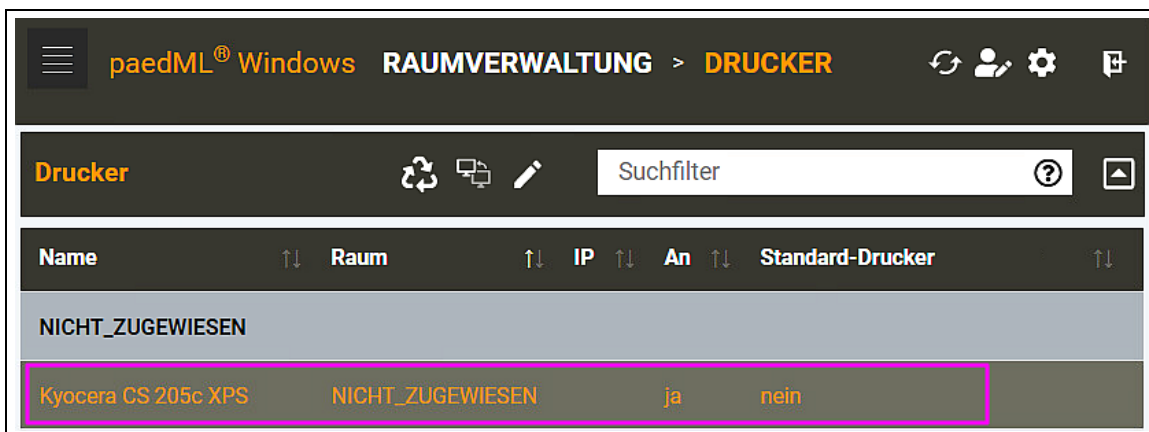 paedML® Windows RAUMVERWALTUNG > DRUCKER
Drucker Suchfilter
Name Raum IP An Standard-Drucker
NICHT_ZUGEWIESEN
Kyocera CS 205c XPS NICHT_ZUGEWIESEN ja nein